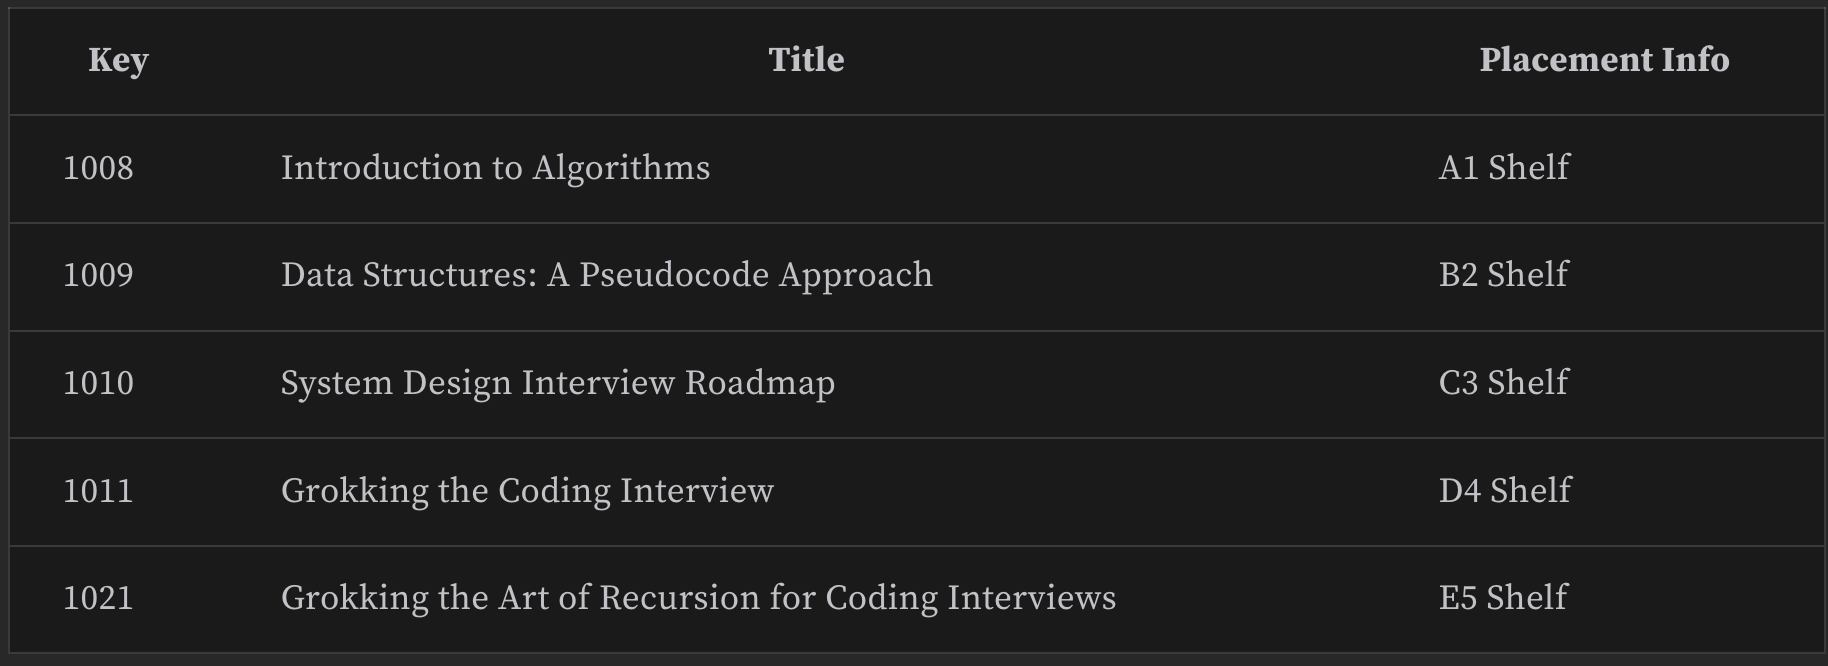 Key Title Placement Info
1008 Introduction to Algorithms A1 Shelf
1009 Data Structures: A Pseudocode Approach B2 Shelf
1010 System Design Interview Roadmap C3 Shelf
1011 Grokking the Coding Interview D4 Shelf
1021 Grokking the Art of Recursion for Coding Interviews E5 Shelf